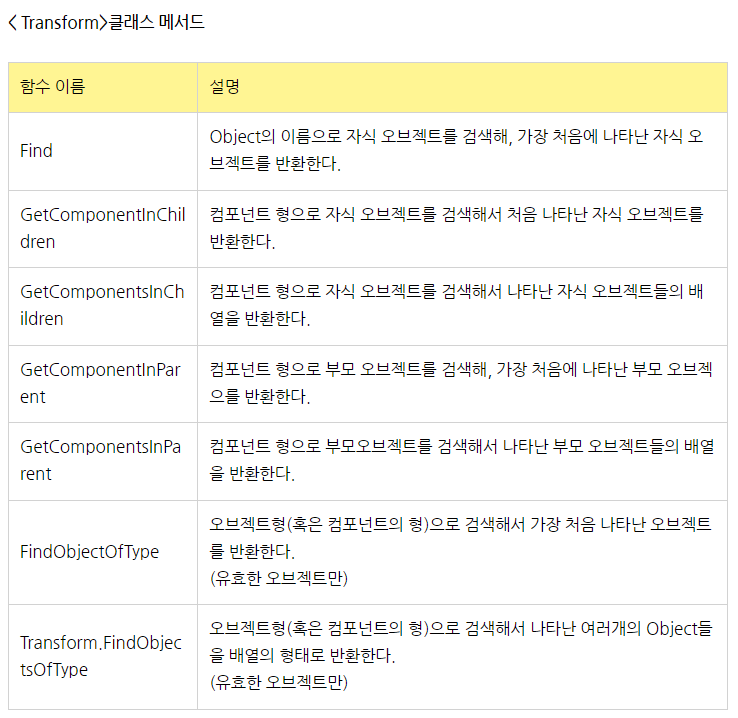 < Transform>클래스 메서드
함수 이름
설명
Find
Object의 이름으로 자식 오브젝트를 검색해, 가장 처음에 나타난 자식 오
브젝트를 반환한다.
GetComponentInChil
dren
컴포넌트 형으로 자식 오브젝트를 검색해서 처음 나타난 자식 오브젝트를
반환한다.
GetComponentsInCh
ildren
컴포넌트 형으로 자식 오브젝트를 검색해서 나타난 자식 오브젝트들의 배
열을 반환한다.
GetComponentInPar
ent
컴포넌트 형으로 부모 오브젝트를 검색해, 가장 처음에 나타난 부모 오브젝
으를 반환한다.
GetComponentsInPa
rent
컴포넌트 형으로 부모오브젝트를 검색해서 나타난 부모 오브젝트들의 배열
을 반환한다.
FindObjectOfType
오브젝트형(혹은 컴포넌트의 형)으로 검색해서 가장 처음 나타난 오브젝트
를 반환한다.
(유효한 오브젝트만)
Transform.FindObjec
tsOfType
오브젝트형(혹은 컴포넌트의 형)으로 검색해서 나타난 여러개의 Object들
을 배열의 형태로 반환한다.
(유효한 오브젝트만)